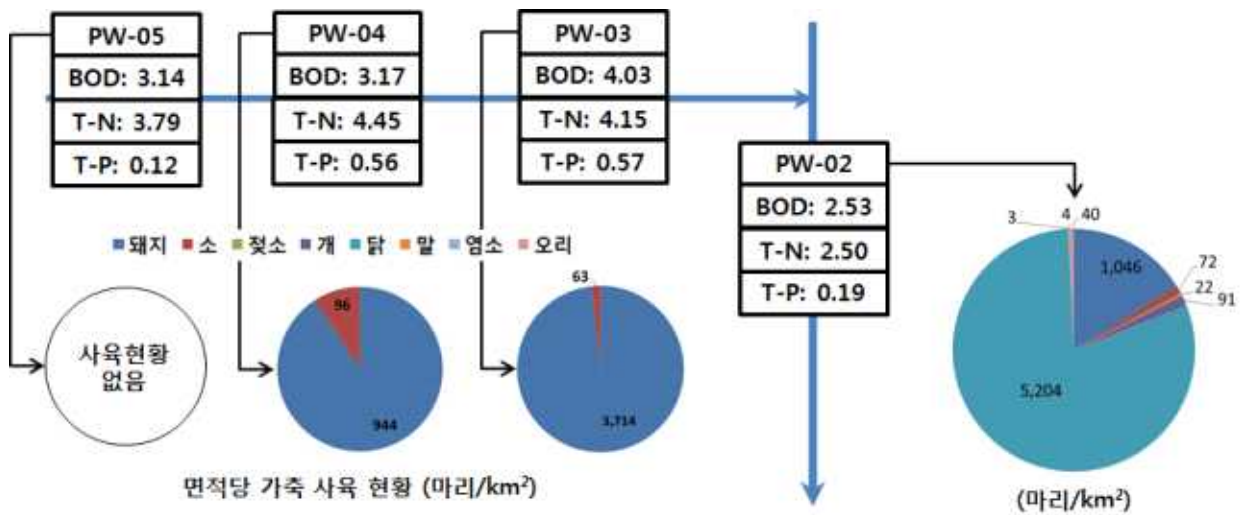 PW-05
BOD: 3.14
T-N: 3.79
T-P: 0.12
PW-04
BOD: 3.17
T-N: 4.45
T-P: 0.56
PW-03
BOD: 4.03
T-N: 4.15
T-P: 0.57
PW-02
BOD: 2.53
T-N: 2.50
T-P: 0.19
돼지 소 젖소 개 닭 말 염소 오리
사육현황
없음
96
944
63
3,714
3
4
40
1,046
72
22
91
5,204
면적당 가축 사육 현황 (마리/km²)
(마리/km²)